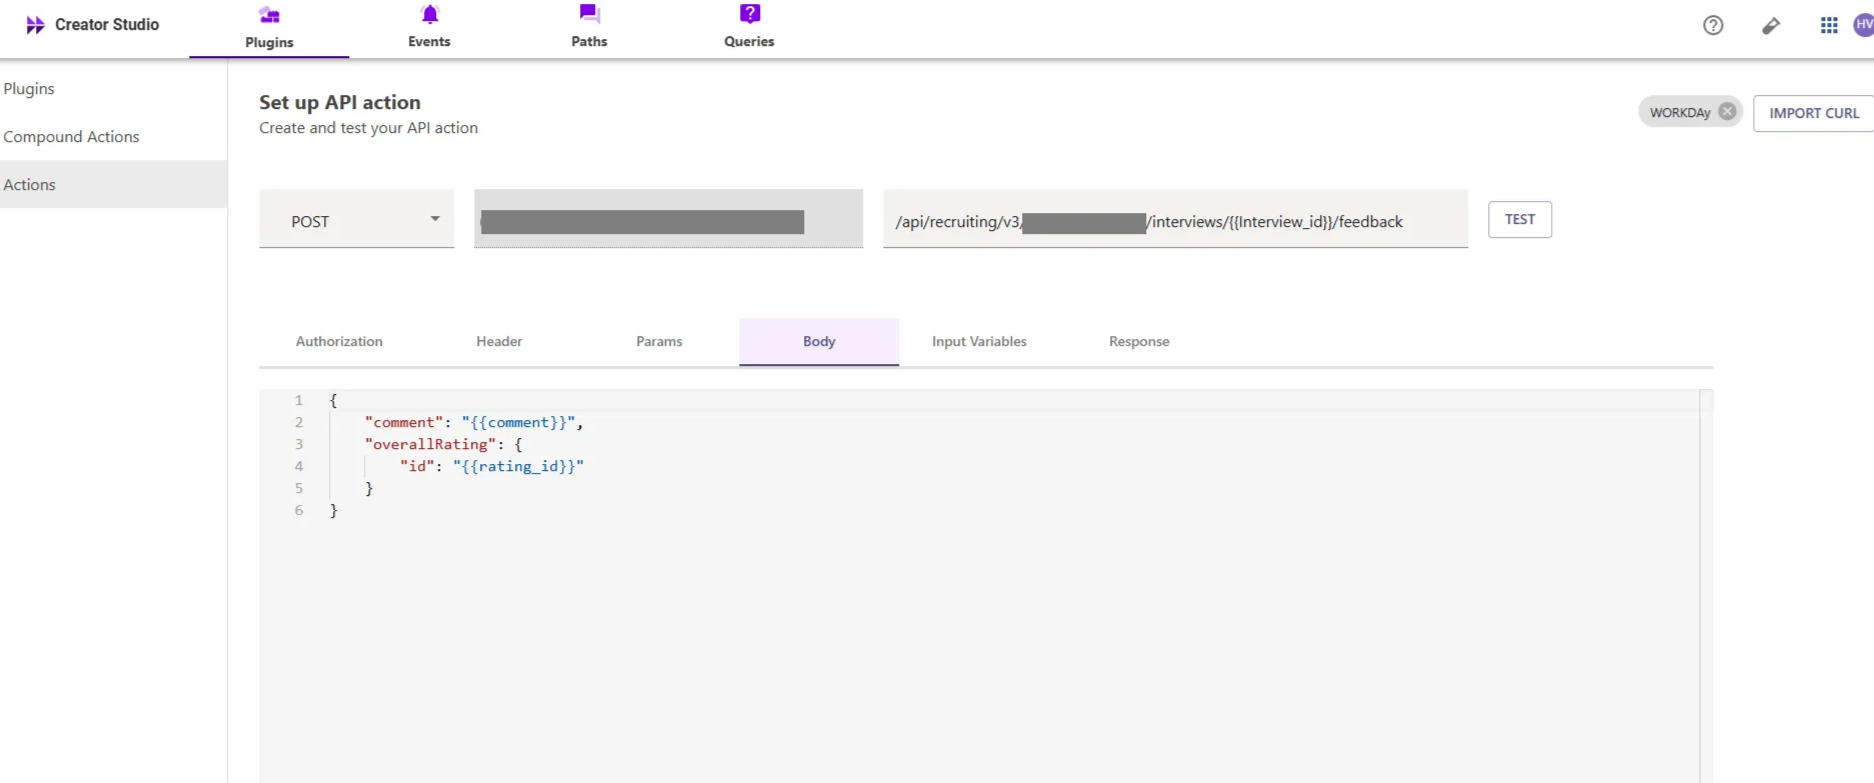 Creator Studio
Plugins
Events
Paths
Queries
HV
Plugins
Compound Actions
Actions
Set up API action
Create and test your API action
WORKDAy
IMPORT CURL
POST
/api/recruiting/v3/
/interviews/{{Interview_id}}/feedback
TEST
Authorization
Header
Params
Body
Input Variables
Response
1 {
2 "comment": "{{comment}}",
3 "overallRating": {
4 "id": "{{rating_id}}"
5 }
6 }